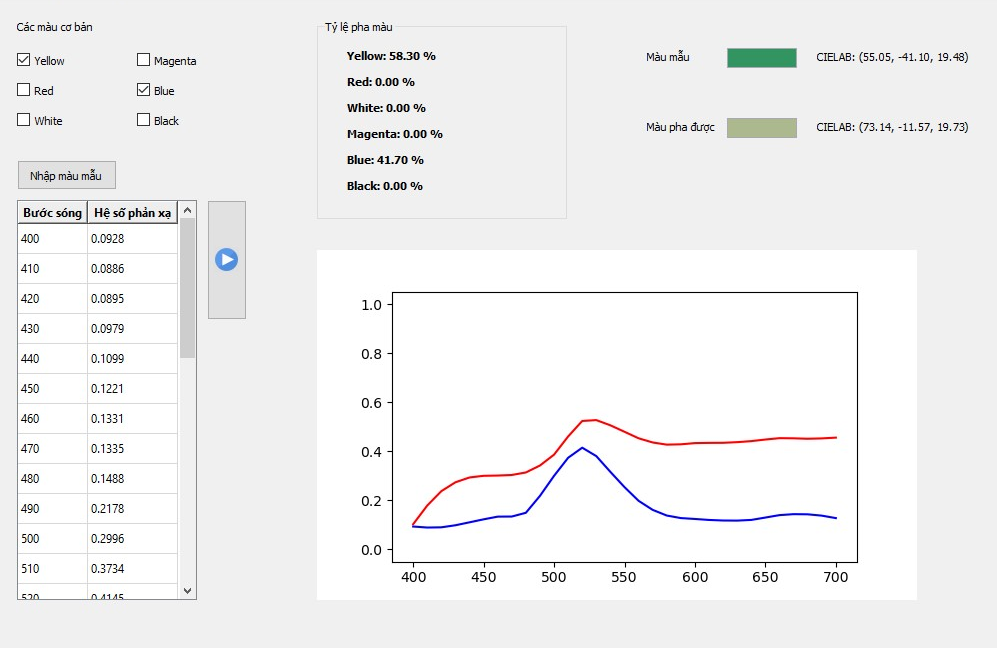 Các màu cơ bản
Yellow
Magenta
Red
Blue
White
Black
Nhập màu mẫu
Bước sóng Hệ số phản xạ
400 0.0928
410 0.0886
420 0.0895
430 0.0979
440 0.1099
450 0.1221
460 0.1331
470 0.1335
480 0.1488
490 0.2178
500 0.2996
510 0.3734
520 0.4145
Tỷ lệ pha màu
Yellow: 58.30 %
Red: 0.00 %
White: 0.00 %
Magenta: 0.00 %
Blue: 41.70 %
Black: 0.00 %
Màu mẫu CIELAB: (55.05, -41.10, 19.48)
Màu pha được CIELAB: (73.14, -11.57, 19.73)
1.0
0.8
0.6
0.4
0.2
0.0
400 450 500 550 600 650 700